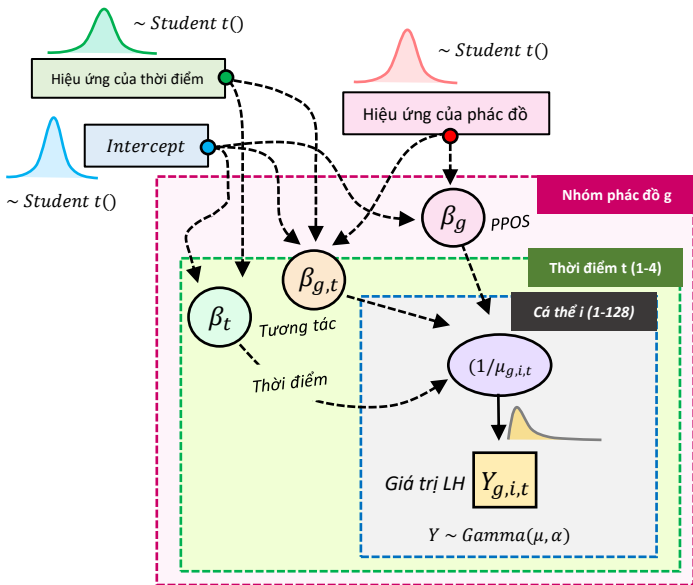 ~ Student t()
~ Student t()
Hiệu ứng của thời điểm
Hiệu ứng của phác đồ
Intercept
~ Student t()
Nhóm phác đồ g
β_g
PPOS
Thời điểm t (1-4)
β_{g,t}
Cá thể i (1-128)
β_t
Tương tác
(1/μ_{g,i,t}
Thời điểm
Giá trị LH
Y_{g,i,t}
Y ~ Gamma(μ, α)